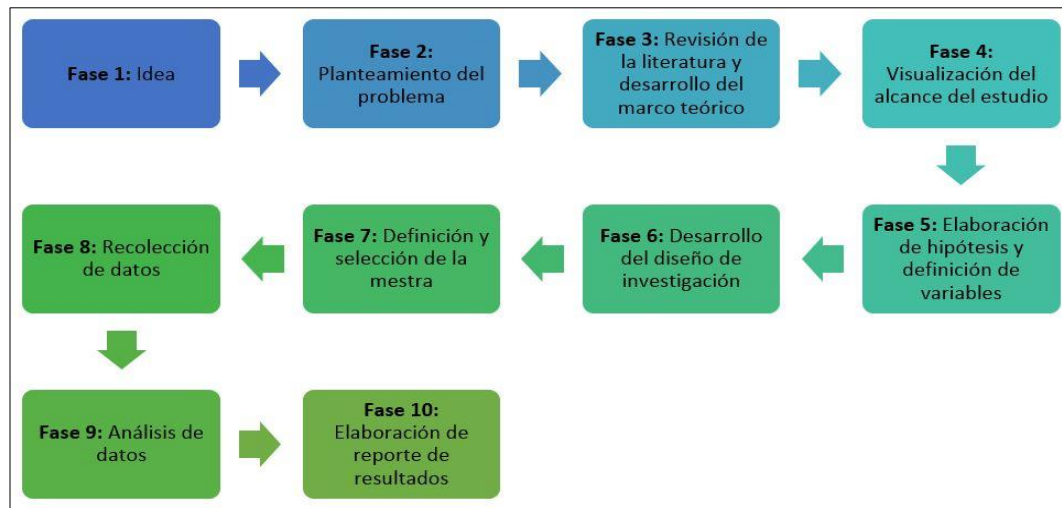 Fase 1: Idea
Fase 2:
Planteamiento del
problema
Fase 3: Revisión de
la literatura y
desarrollo del
marco teórico
Fase 4:
Visualización del
alcance del estudio
Fase 5: Elaboración
de hipótesis y
definición de
variables
Fase 6: Desarrollo
del diseño de
investigación
Fase 7: Definición y
selección de la
mestra
Fase 8: Recolección
de datos
Fase 9: Análisis de
datos
Fase 10:
Elaboración de
reporte de
resultados